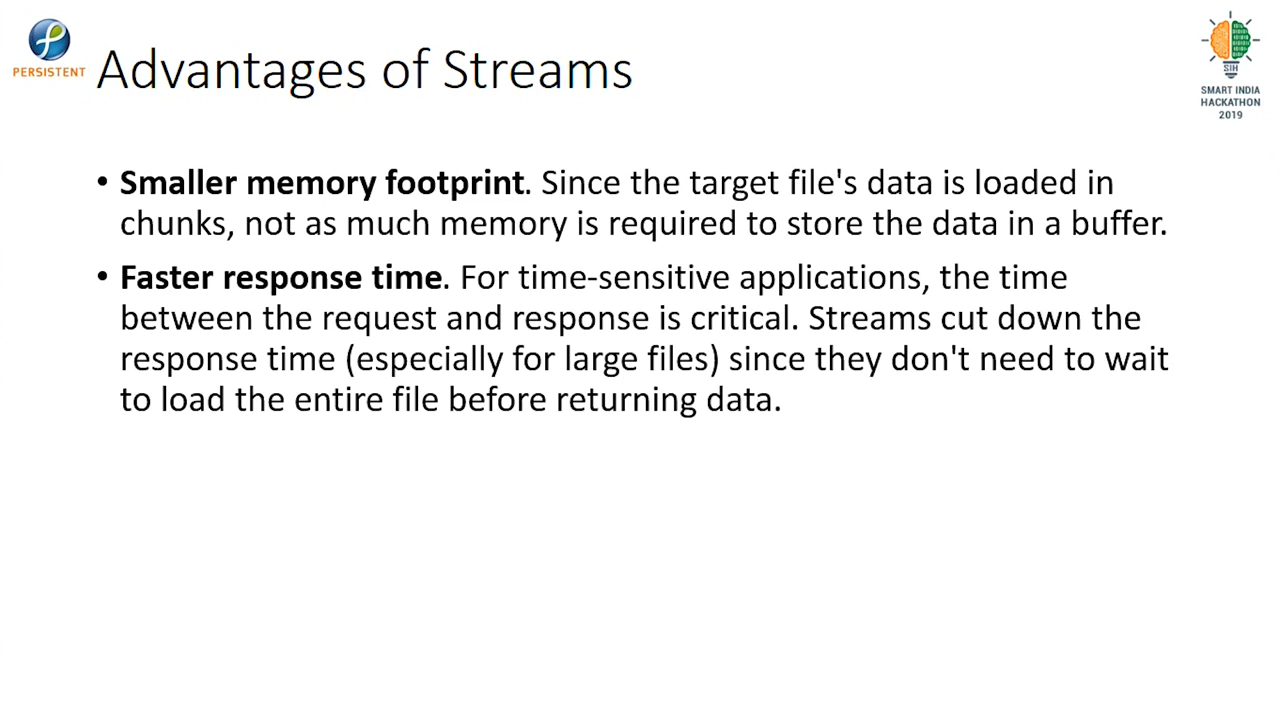 PERSISTENT
Advantages of Streams
SIH
SMART INDIA
HACKATHON
2019
• Smaller memory footprint. Since the target file's data is loaded in
chunks, not as much memory is required to store the data in a buffer.
• Faster response time. For time-sensitive applications, the time
between the request and response is critical. Streams cut down the
response time (especially for large files) since they don't need to wait
to load the entire file before returning data.